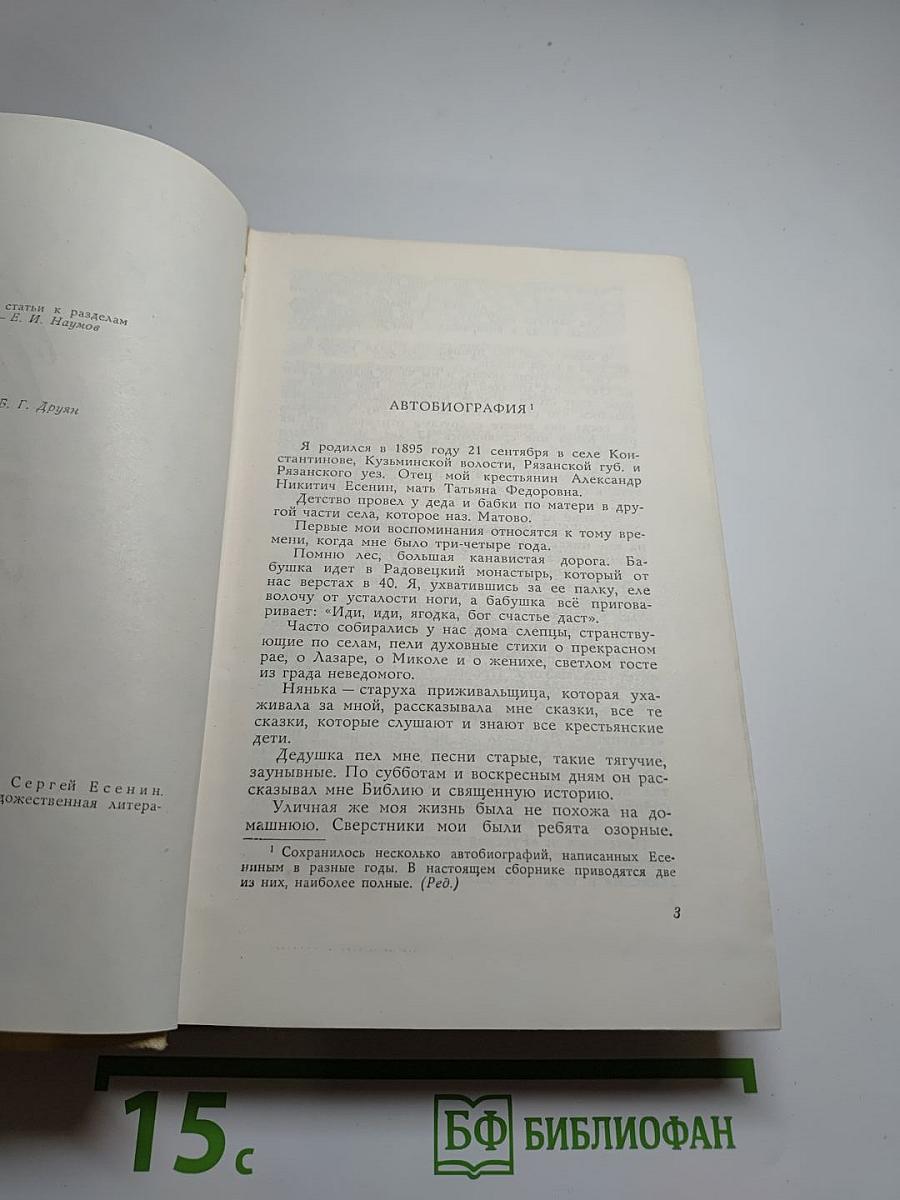 статьи к разделам
— Е. И. Наумов
Б. Г. Друян
Сергей Есенин.
дожественная литера-
АВТОБИОГРАФИЯ ¹
Я родился в 1895 году 21 сентября в селе Кон-
стантинове, Кузьминской волости, Рязанской губ. и
Рязанского уез. Отец мой крестьянин Александр
Никитич Есенин, мать Татьяна Федоровна.
Детство провел у деда и бабки по матери в дру-
гой части села, которое наз. Матово.
Первые мои воспоминания относятся к тому вре-
мени, когда мне было три-четыре года.
Помню лес, большая канавистая дорога. Ба-
бушка идет в Радовецкий монастырь, который от
нас верстах в 40. Я, ухватившись за ее палку, еле
волочу от усталости ноги, а бабушка всё пригова-
ривает: «Иди, иди, ягодка, бог счастье даст».
Часто собирались у нас дома слепцы, странству-
ющие по селам, пели духовные стихи о прекрасном
рае, о Лазаре, о Миколе и о женихе, светлом госте
из града неведомого.
Нянька — старуха приживальщица, которая уха-
живала за мной, рассказывала мне сказки, все те
сказки, которые слушают и знают все крестьянские
дети.
Дедушка пел мне песни старые, такие тягучие,
заунывные. По субботам и воскресным дням он рас-
сказывал мне Библию и священную историю.
Уличная же моя жизнь была не похожа на до-
машнюю. Сверстники мои были ребята озорные.
¹ Сохранилось несколько автобиографий, написанных Есе-
ниным в разные годы. В настоящем сборнике приводятся две
из них, наиболее полные. (Ред.)
3
15 с
БФ БИБЛИОФАН